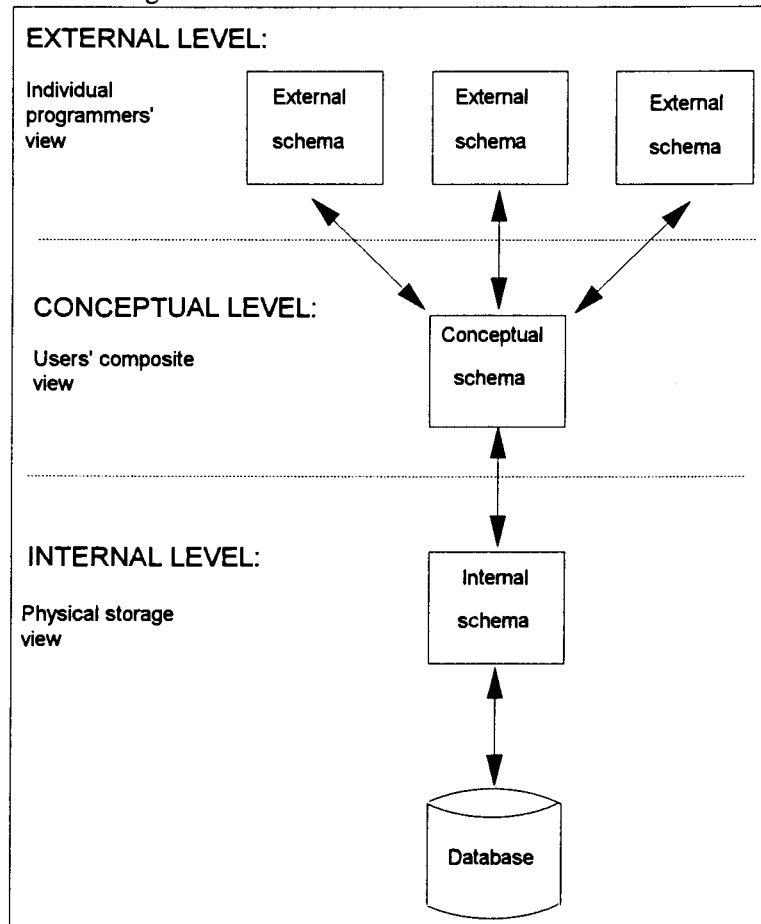 EXTERNAL LEVEL:
Individual
programmers'
view
External
schema
External
schema
External
schema
CONCEPTUAL LEVEL:
Users' composite
view
Conceptual
schema
INTERNAL LEVEL:
Physical storage
view
Internal
schema
Database